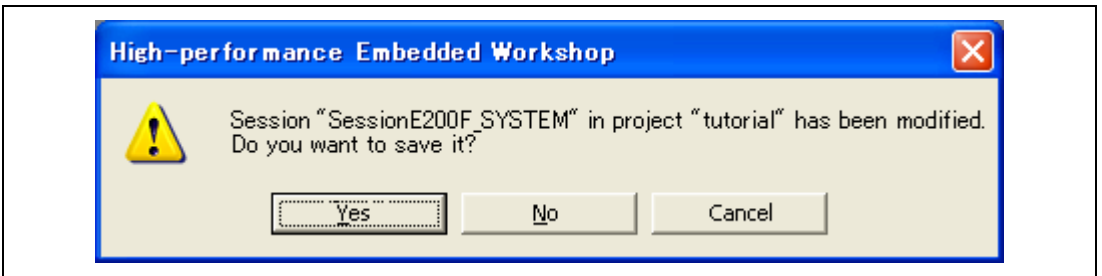 High-performance Embedded Workshop
Session "SessionE200F_SYSTEM" in project "tutorial" has been modified.
Do you want to save it?
Yes No Cancel